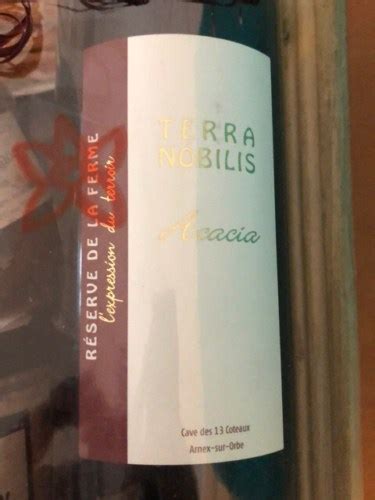 RÉSERVE DE LA FERME
l'expression du terroir
TERRA
NOBILIS
Acacia
Cave des 13 Coteaux
Arnex-sur-Orbe